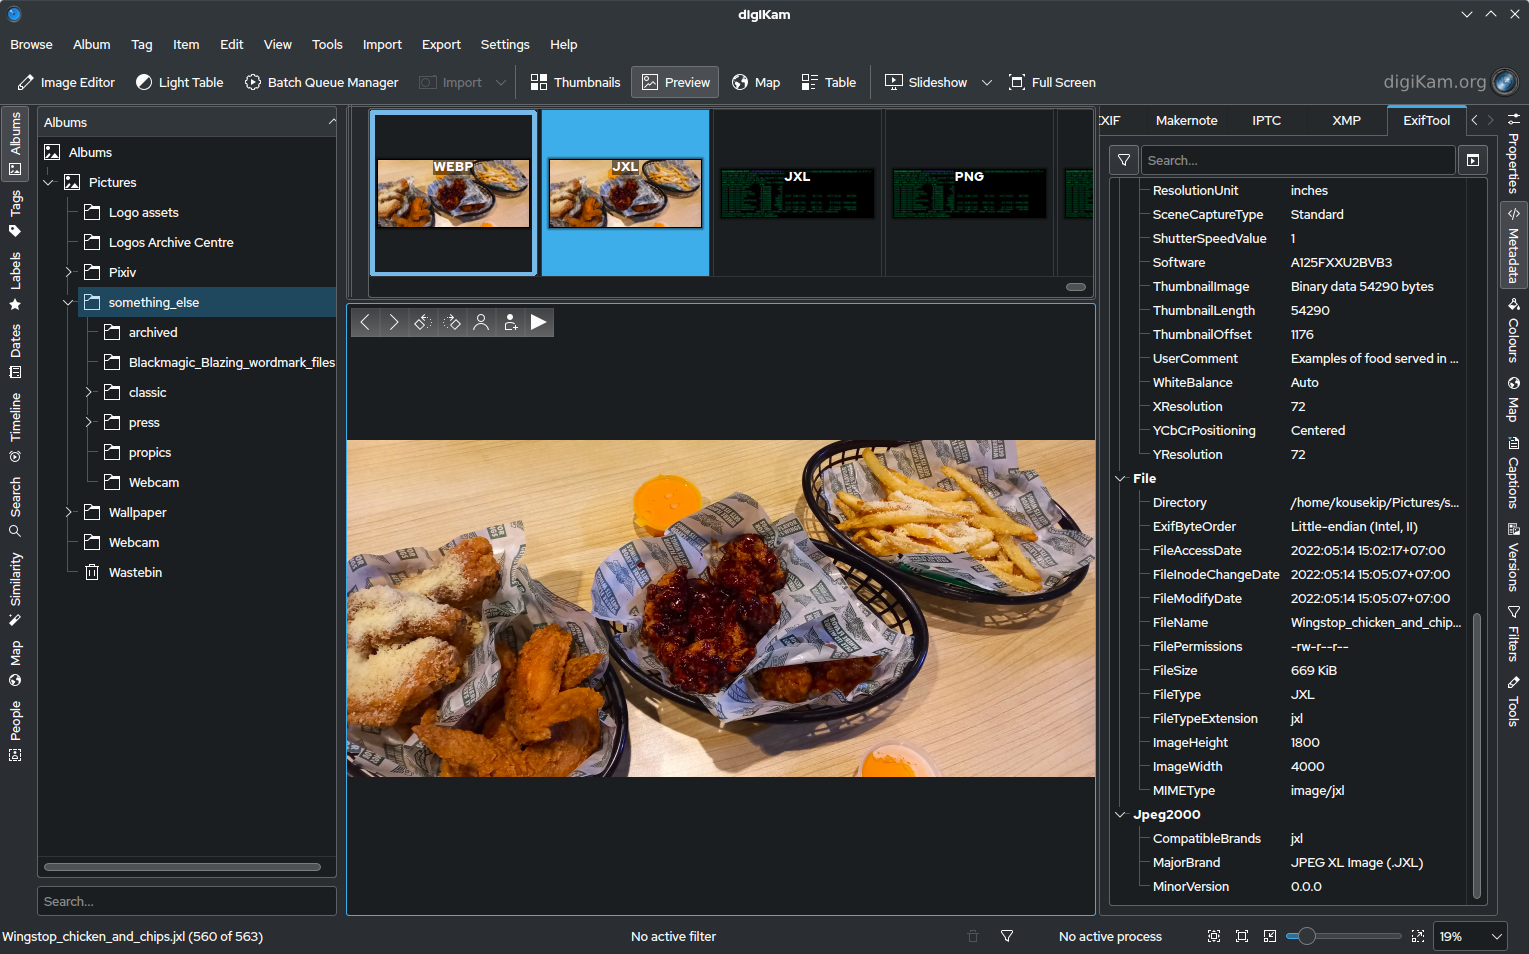 digiKam
Browse Album Tag Item Edit View Tools Import Export Settings Help
Image Editor Light Table Batch Queue Manager Import Thumbnails Preview Map Table Slideshow Full Screen digiKam.org
Albums
Tags
Labels
Dates
Timeline
Search
Similarity
Map
People
Albums
Albums
Pictures
Logo assets
Logos Archive Centre
Pixiv
something_else
archived
Blackmagic_Blazing_wordmark_files
classic
press
propics
Webcam
Wallpaper
Webcam
Wastebin
Search...
WEBP JXL JXL PNG
XIF Makernote IPTC XMP ExifTool
Search...
ResolutionUnit inches
SceneCaptureType Standard
ShutterSpeedValue 1
Software A125FXXU2BVB3
ThumbnailImage Binary data 54290 bytes
ThumbnailLength 54290
ThumbnailOffset 1176
UserComment Examples of food served in ...
WhiteBalance Auto
XResolution 72
YCbCrPositioning Centered
YResolution 72
File
Directory /home/kousekip/Pictures/s...
ExifByteOrder Little-endian (Intel, II)
FileAccessDate 2022:05:14 15:02:17+07:00
FileInodeChangeDate 2022:05:14 15:05:07+07:00
FileModifyDate 2022:05:14 15:05:07+07:00
FileName Wingstop_chicken_and_chip...
FilePermissions -rw-r--r--
FileSize 669 KiB
FileType JXL
FileTypeExtension jxl
ImageHeight 1800
ImageWidth 4000
MIMEType image/jxl
Jpeg2000
CompatibleBrands jxl
MajorBrand JPEG XL Image (.JXL)
MinorVersion 0.0.0
Properties
Metadata
Colours
Map
Captions
Versions
Filters
Tools
Wingstop_chicken_and_chips.jxl (560 of 563) No active filter No active process 19%